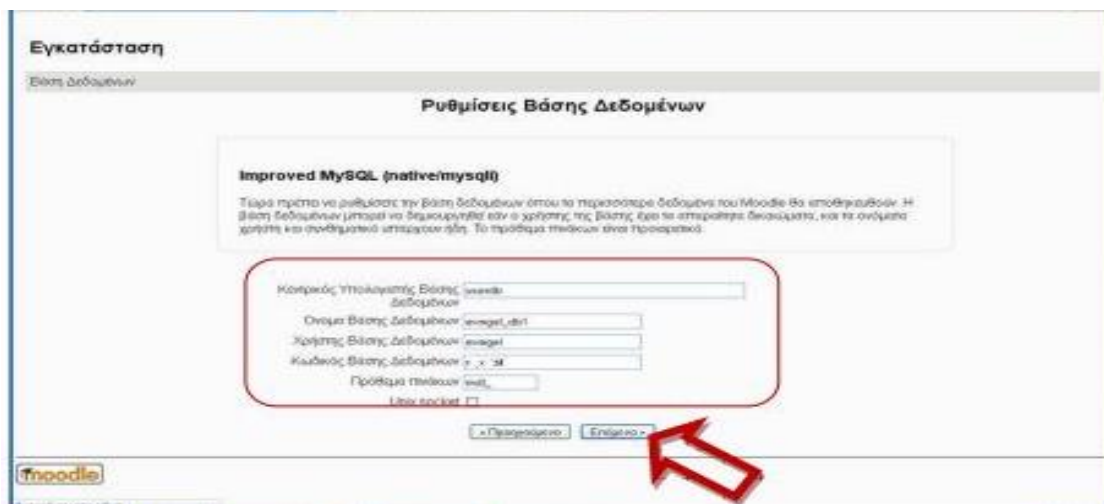 Εγκατάσταση
Βάση Δεδομένων
Ρυθμίσεις Βάσης Δεδομένων
Improved MySQL (native/mysqli)
Τώρα πρέπει να ρυθμίσετε την βάση δεδομένων όπου τα περισσότερα δεδομένα του Moodle θα αποθηκευθούν. Η
βάση δεδομένων μπορεί να δημιουργηθεί εάν ο χρήστης της βάσης έχει τα απαραίτητα δικαιώματα, και τα ονόματα
χρήστη και συνθηματικό υπάρχουν ήδη. Το πρόθεμα πινάκων είναι προαιρετικό.
Κεντρικός Υπολογιστής Βάσης
Δεδομένων
Όνομα Βάσης Δεδομένων evagel_db1
Χρήστης Βάσης Δεδομένων evagel
Κωδικός Βάσης Δεδομένων
Πρόθεμα πινάκων mdl_
Unix socket
« Προηγούμενο Επόμενο »
moodle